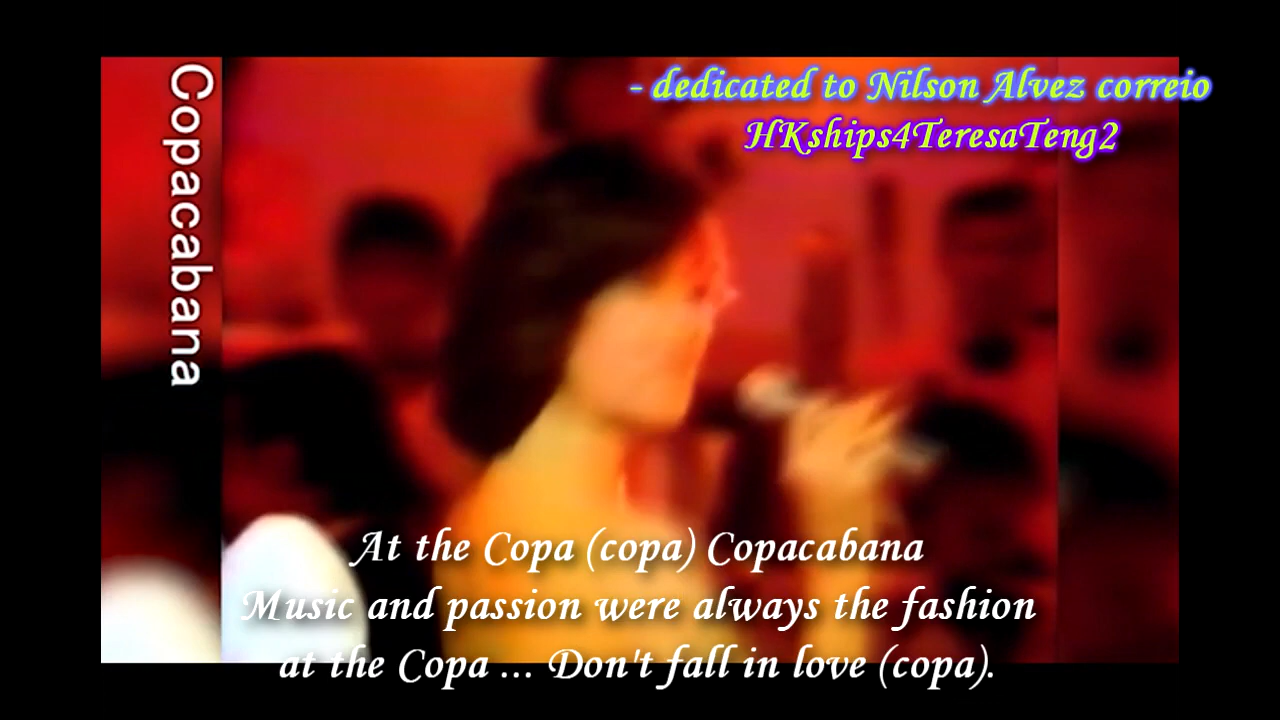 Copacabana
- dedicated to Nilson Alvez correio
HKships4TeresaTeng2
At the Copa (copa) Copacabana
Music and passion were always the fashion
at the Copa ... Don't fall in love (copa).